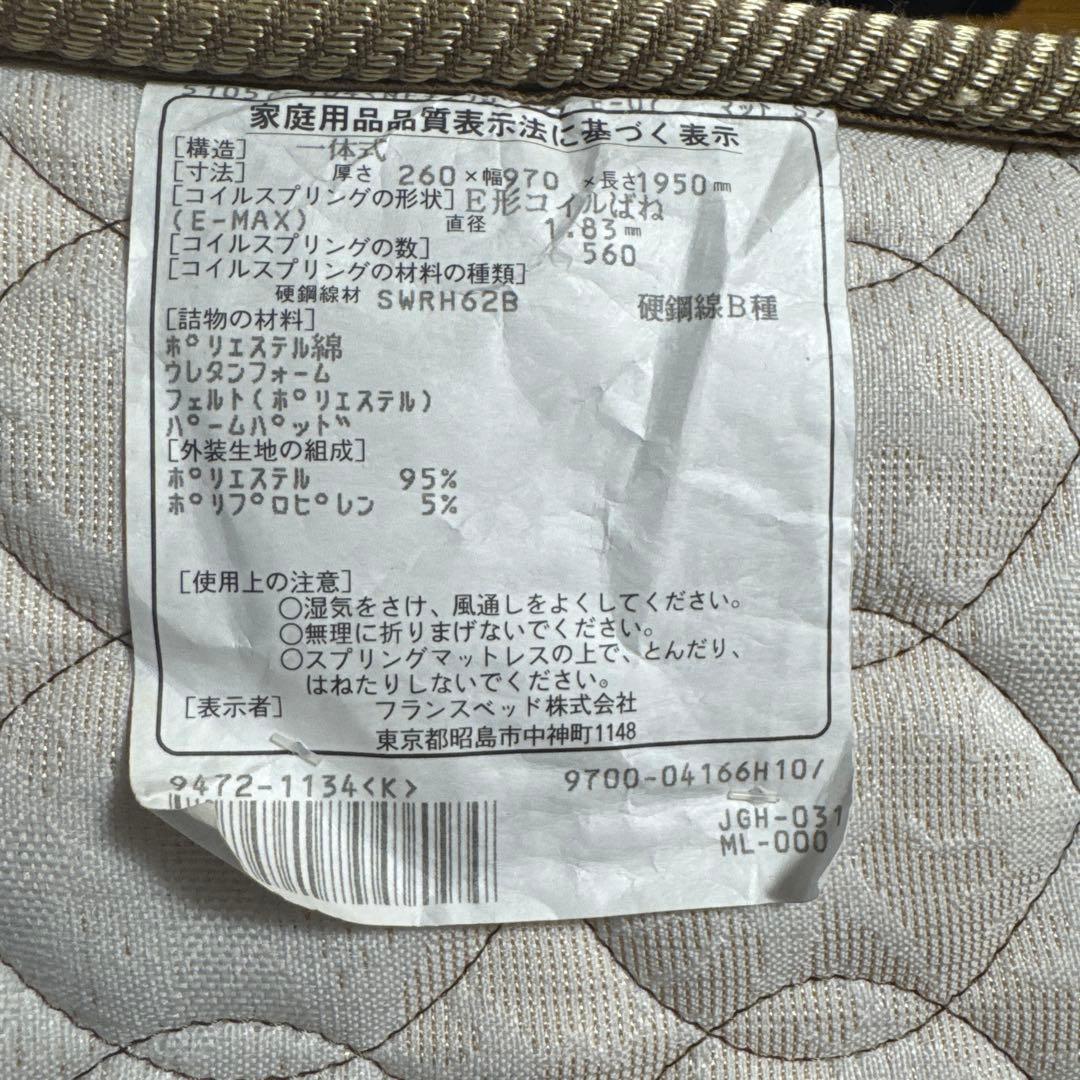 家庭用品品質表示法に基づく表示
[構造] 一体式
[寸法] 厚さ 260×幅970 ×長さ1950㎜
[コイルスプリングの形状]E形コイルばね
(E-MAX) 直径 1.83㎜
[コイルスプリングの数] 560
[コイルスプリングの材料の種類]
硬鋼線材 SWRH62B 硬鋼線B種
[詰物の材料]
ポリエステル綿
ウレタンフォーム
フェルト(ポリエステル)
パームパッド
[外装生地の組成]
ポリエステル 95%
ポリプロピレン 5%
[使用上の注意]
○湿気をさけ、風通しをよくしてください。
○無理に折りまげないでください。
○スプリングマットレスの上で、とんだり、
はねたりしないでください。
[表示者] フランスベッド株式会社
東京都昭島市中神町1148
9472-1134<K> 9700-04166H10/
JGH-031
ML-000